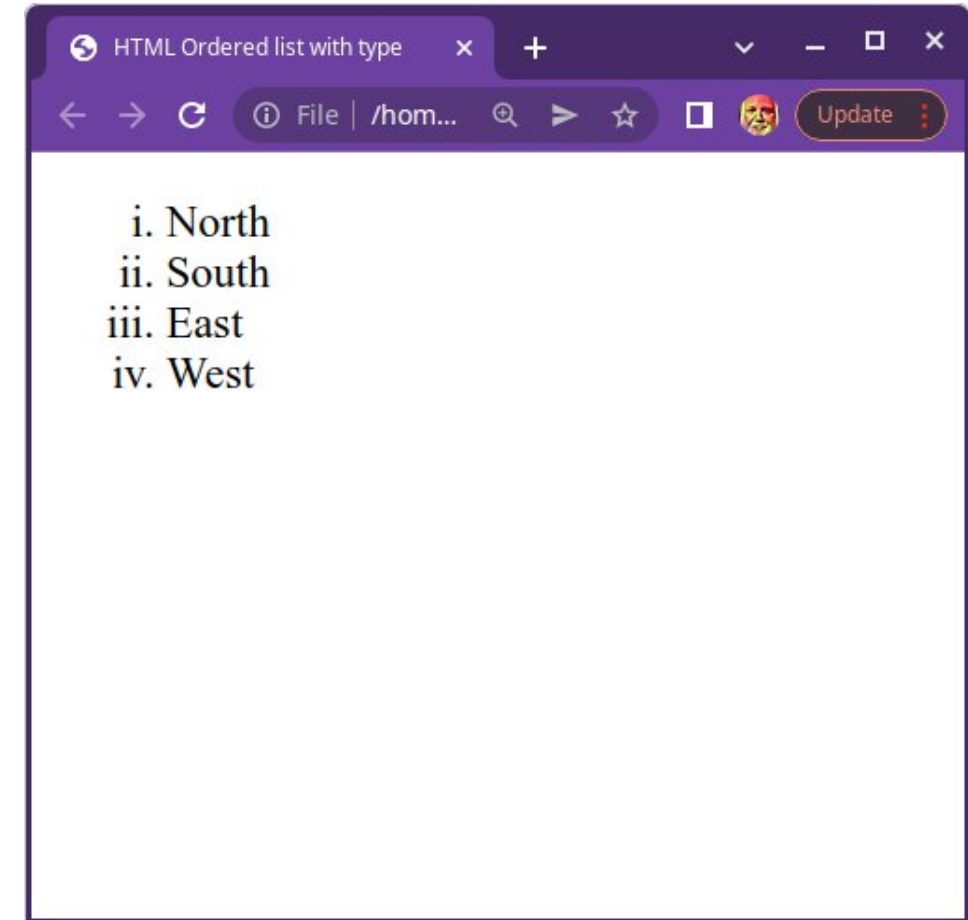 HTML Ordered list with type
File /hom...
Update
i. North
ii. South
iii. East
iv. West